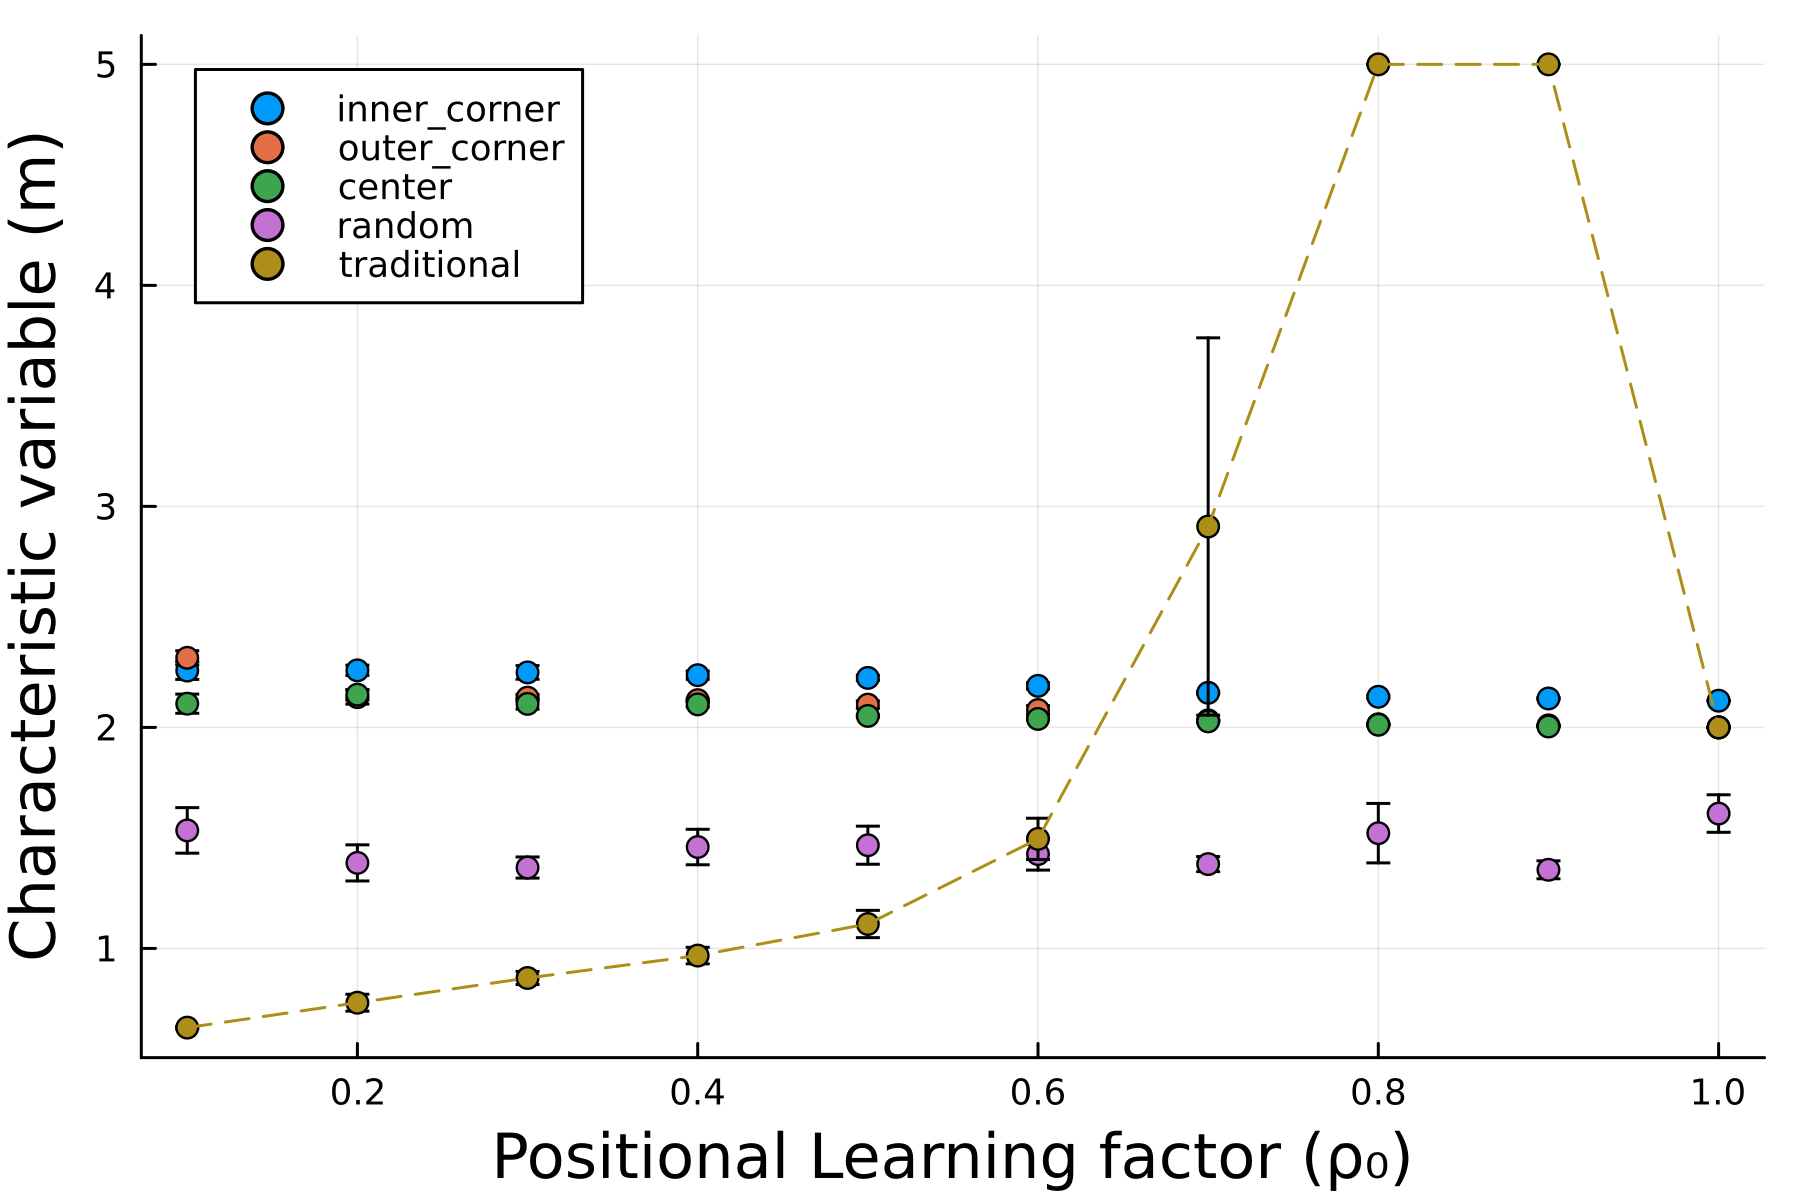 Characteristic variable (m)
5
4
3
2
1
inner_corner
outer_corner
center
random
traditional
0.2
0.4
0.6
0.8
1.0
Positional Learning factor (ρ₀)